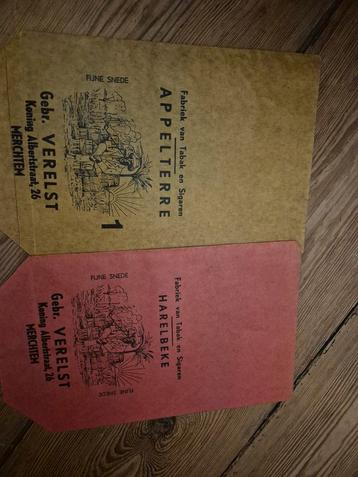 Fabriek van Tabak en Sigaren
APPELTERRE
FIJNE SNEDE
1
Gebr. VERELST
Koning Albertstraat, 26
MERCHTEM
Fabriek van Tabak en Sigaren
HARELBEKE
FIJNE SNEDE
FIJNE SNEDE
Gebr. VERELST
Koning Albertstraat, 26
MERCHTEM